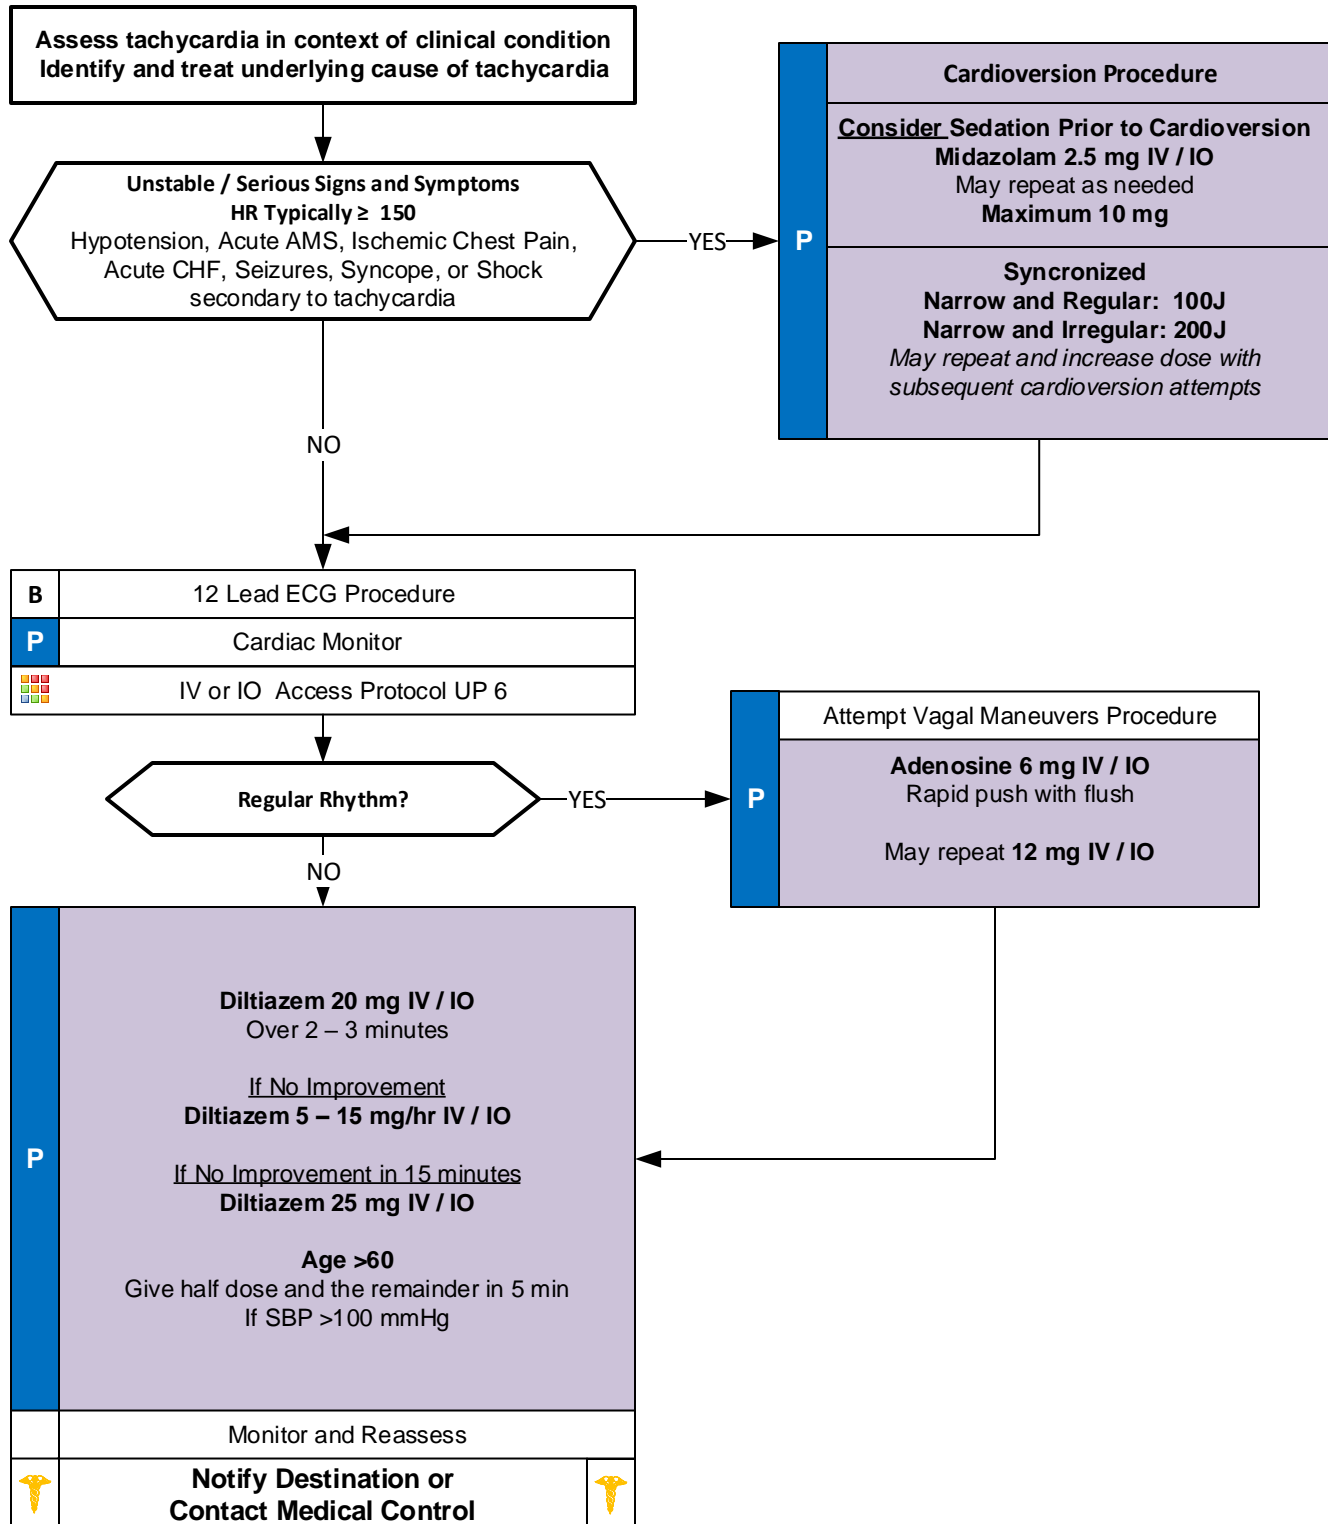 Assess tachycardia in context of clinical condition
Identify and treat underlying cause of tachycardia
Unstable / Serious Signs and Symptoms
HR Typically ≥ 150
Hypotension, Acute AMS, Ischemic Chest Pain,
Acute CHF, Seizures, Syncope, or Shock
secondary to tachycardia
YES
P
Cardioversion Procedure
Consider Sedation Prior to Cardioversion
Midazolam 2.5 mg IV / IO
May repeat as needed
Maximum 10 mg
Syncronized
Narrow and Regular: 100J
Narrow and Irregular: 200J
May repeat and increase dose with
subsequent cardioversion attempts
NO
B
12 Lead ECG Procedure
P
Cardiac Monitor
IV or IO Access Protocol UP 6
Regular Rhythm?
YES
P
Attempt Vagal Maneuvers Procedure
Adenosine 6 mg IV / IO
Rapid push with flush
May repeat 12 mg IV / IO
NO
P
Diltiazem 20 mg IV / IO
Over 2 – 3 minutes
If No Improvement
Diltiazem 5 – 15 mg/hr IV / IO
If No Improvement in 15 minutes
Diltiazem 25 mg IV / IO
Age >60
Give half dose and the remainder in 5 min
If SBP >100 mmHg
Monitor and Reassess
Notify Destination or
Contact Medical Control